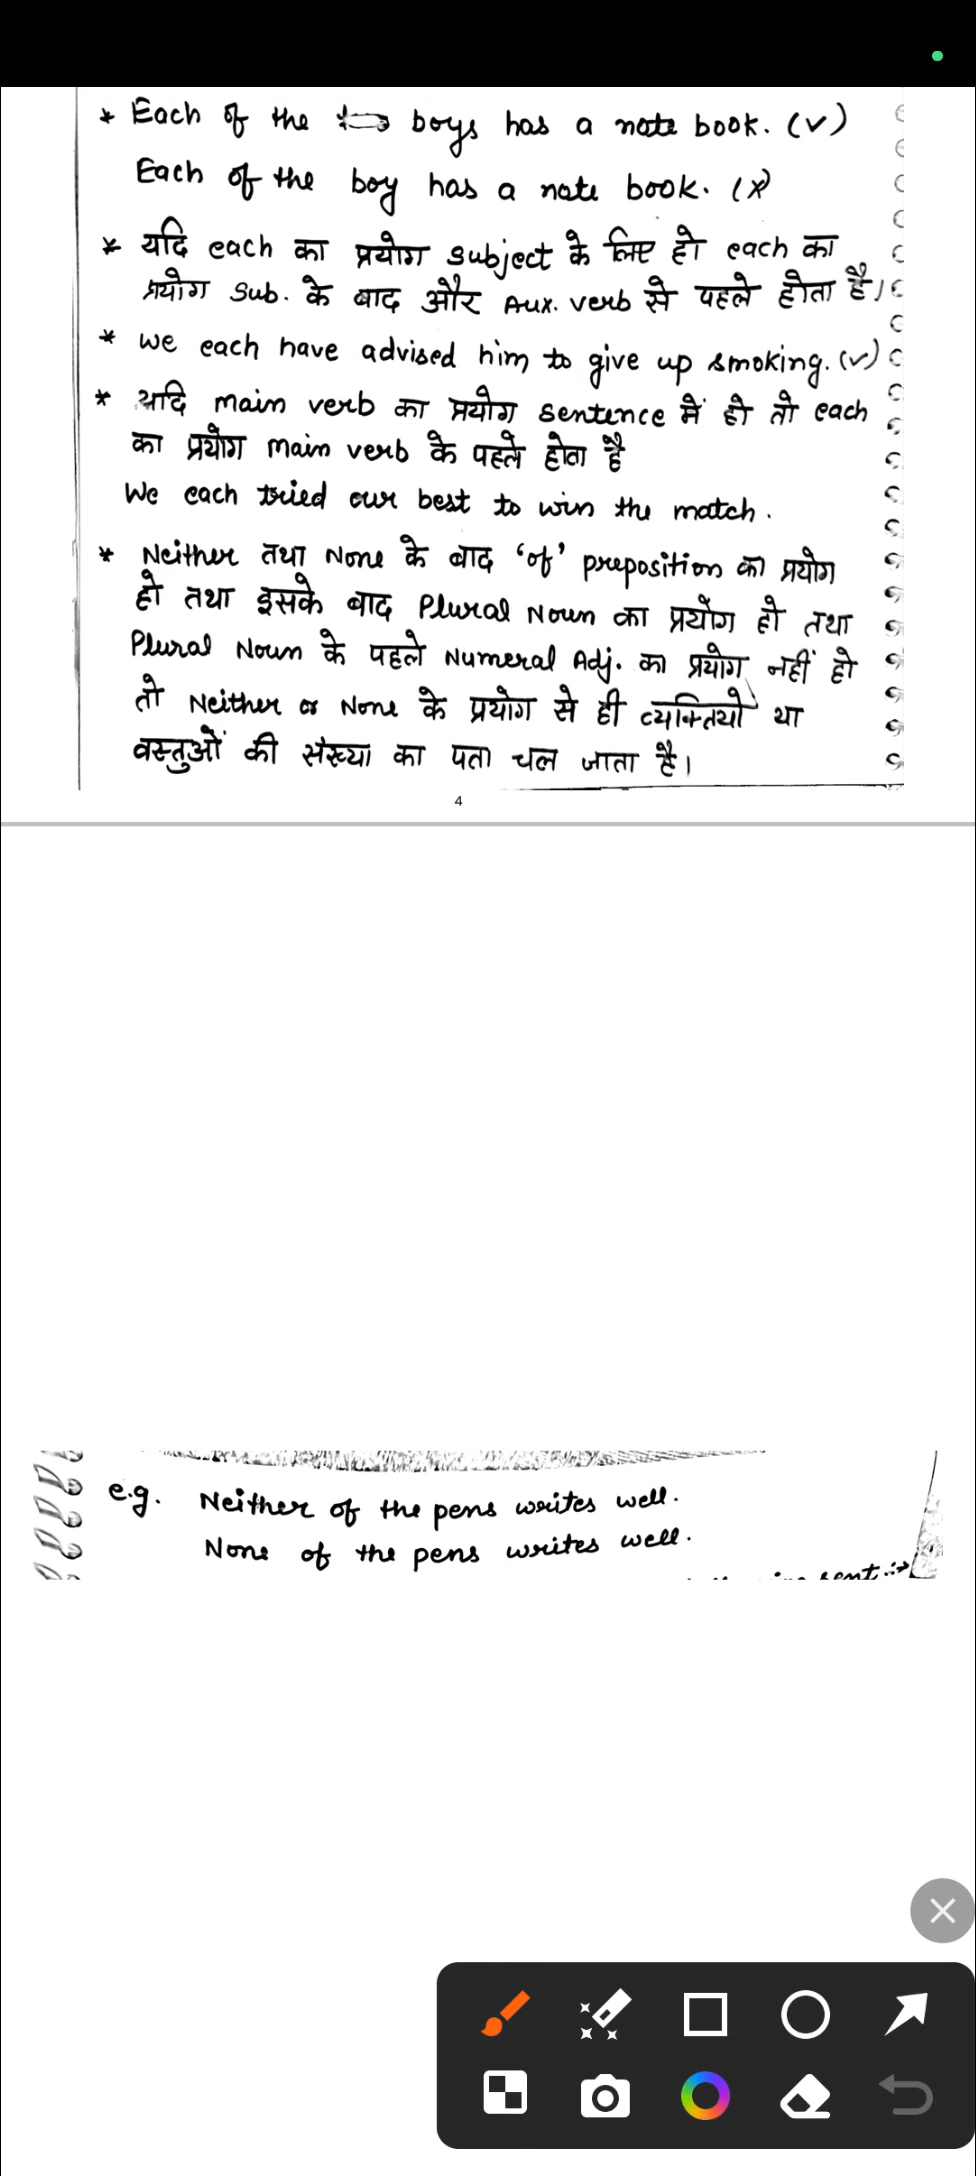 * Each of the boys has a note book. (✓)
Each of the boy has a note book. (x)
* यदि each का प्रयोग subject के लिए हो each का
प्रयोग Sub. के बाद और Aux. verb से पहले होता है।
* we each have advised him to give up smoking. (✓)
* यदि main verb का प्रयोग sentence में हो तो each
का प्रयोग main verb के पहले होता है
We each tried our best to win the match.
* Neither तथा None के बाद 'of' preposition का प्रयोग
हो तथा इसके बाद Plural Noun का प्रयोग हो तथा
Plural Noun के पहले Numeral Adj. का प्रयोग नहीं हो
तो Neither or None के प्रयोग से ही व्यक्तियों या
वस्तुओं की संख्या का पता चल जाता है।
4
e.g. Neither of the pens writes well.
None of the pens writes well.
sent :→